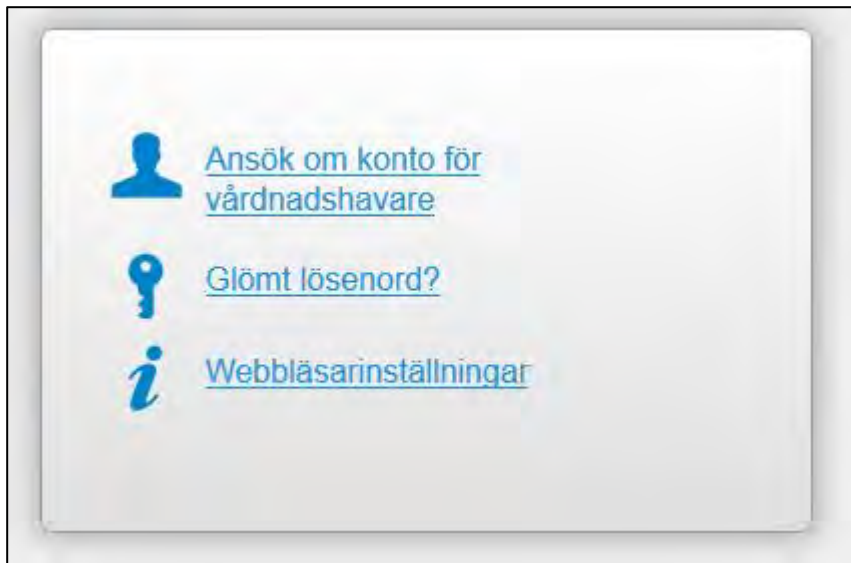 Ansök om konto för
vårdnadshavare
Glömt lösenord?
Webbläsarinställningar